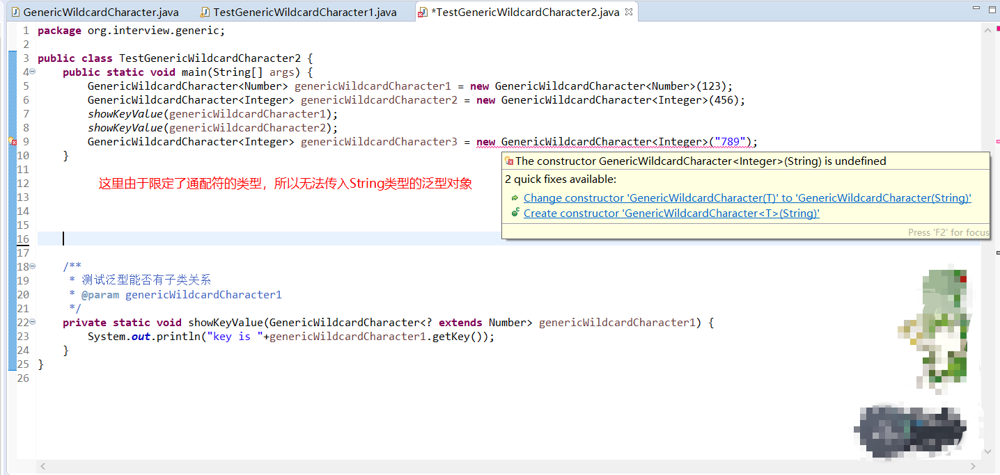 GenericWildcardCharacter.java TestGenericWildcardCharacter1.java *TestGenericWildcardCharacter2.java
1 package org.interview.generic;
2
3 public class TestGenericWildcardCharacter2 {
4 public static void main(String[] args) {
5 GenericWildcardCharacter<Number> genericWildcardCharacter1 = new GenericWildcardCharacter<Number>(123);
6 GenericWildcardCharacter<Integer> genericWildcardCharacter2 = new GenericWildcardCharacter<Integer>(456);
7 showKeyValue(genericWildcardCharacter1);
8 showKeyValue(genericWildcardCharacter2);
9 GenericWildcardCharacter<Integer> genericWildcardCharacter3 = new GenericWildcardCharacter<Integer>("789");
10 }
11 The constructor GenericWildcardCharacter<Integer>(String) is undefined
12 这里由于限定了通配符的类型，所以无法传入String类型的泛型对象 2 quick fixes available:
13 Change constructor 'GenericWildcardCharacter(T)' to 'GenericWildcardCharacter(String)'
14 Create constructor 'GenericWildcardCharacter<T>(String)'
15
16 Press 'F2' for focus
17
18 /**
19 * 测试泛型能否有子类关系
20 * @param genericWildcardCharacter1
21 */
22 private static void showKeyValue(GenericWildcardCharacter<? extends Number> genericWildcardCharacter1) {
23 System.out.println("key is "+genericWildcardCharacter1.getKey());
24 }
25 }
26